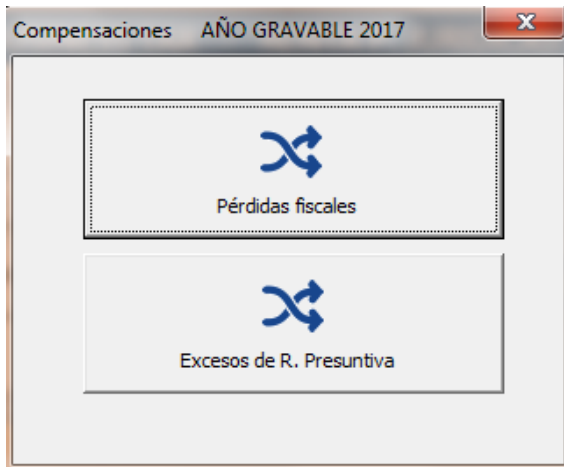 Compensaciones AÑO GRAVABLE 2017
Pérdidas fiscales
Excesos de R. Presuntiva